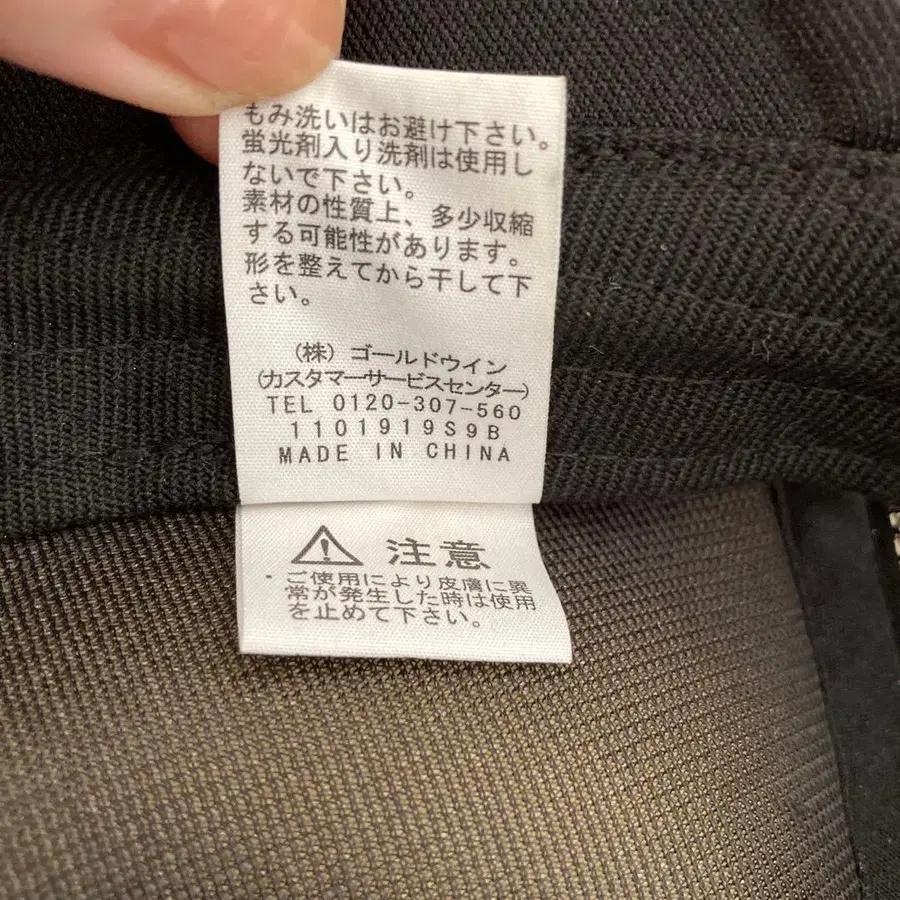 もみ洗いはお避け下さい。
蛍光剤入り洗剤は使用し
ないで下さい。
素材の性質上、多少収縮
する可能性があります。
形を整えてから干して下
さい。
(株) ゴールドウイン
(カスタマーサービスセンター)
TEL 0120-307-560
1101919S9B
MADE IN CHINA
注意
・ご使用により皮膚に異
常が発生した時は使用
を止めて下さい。